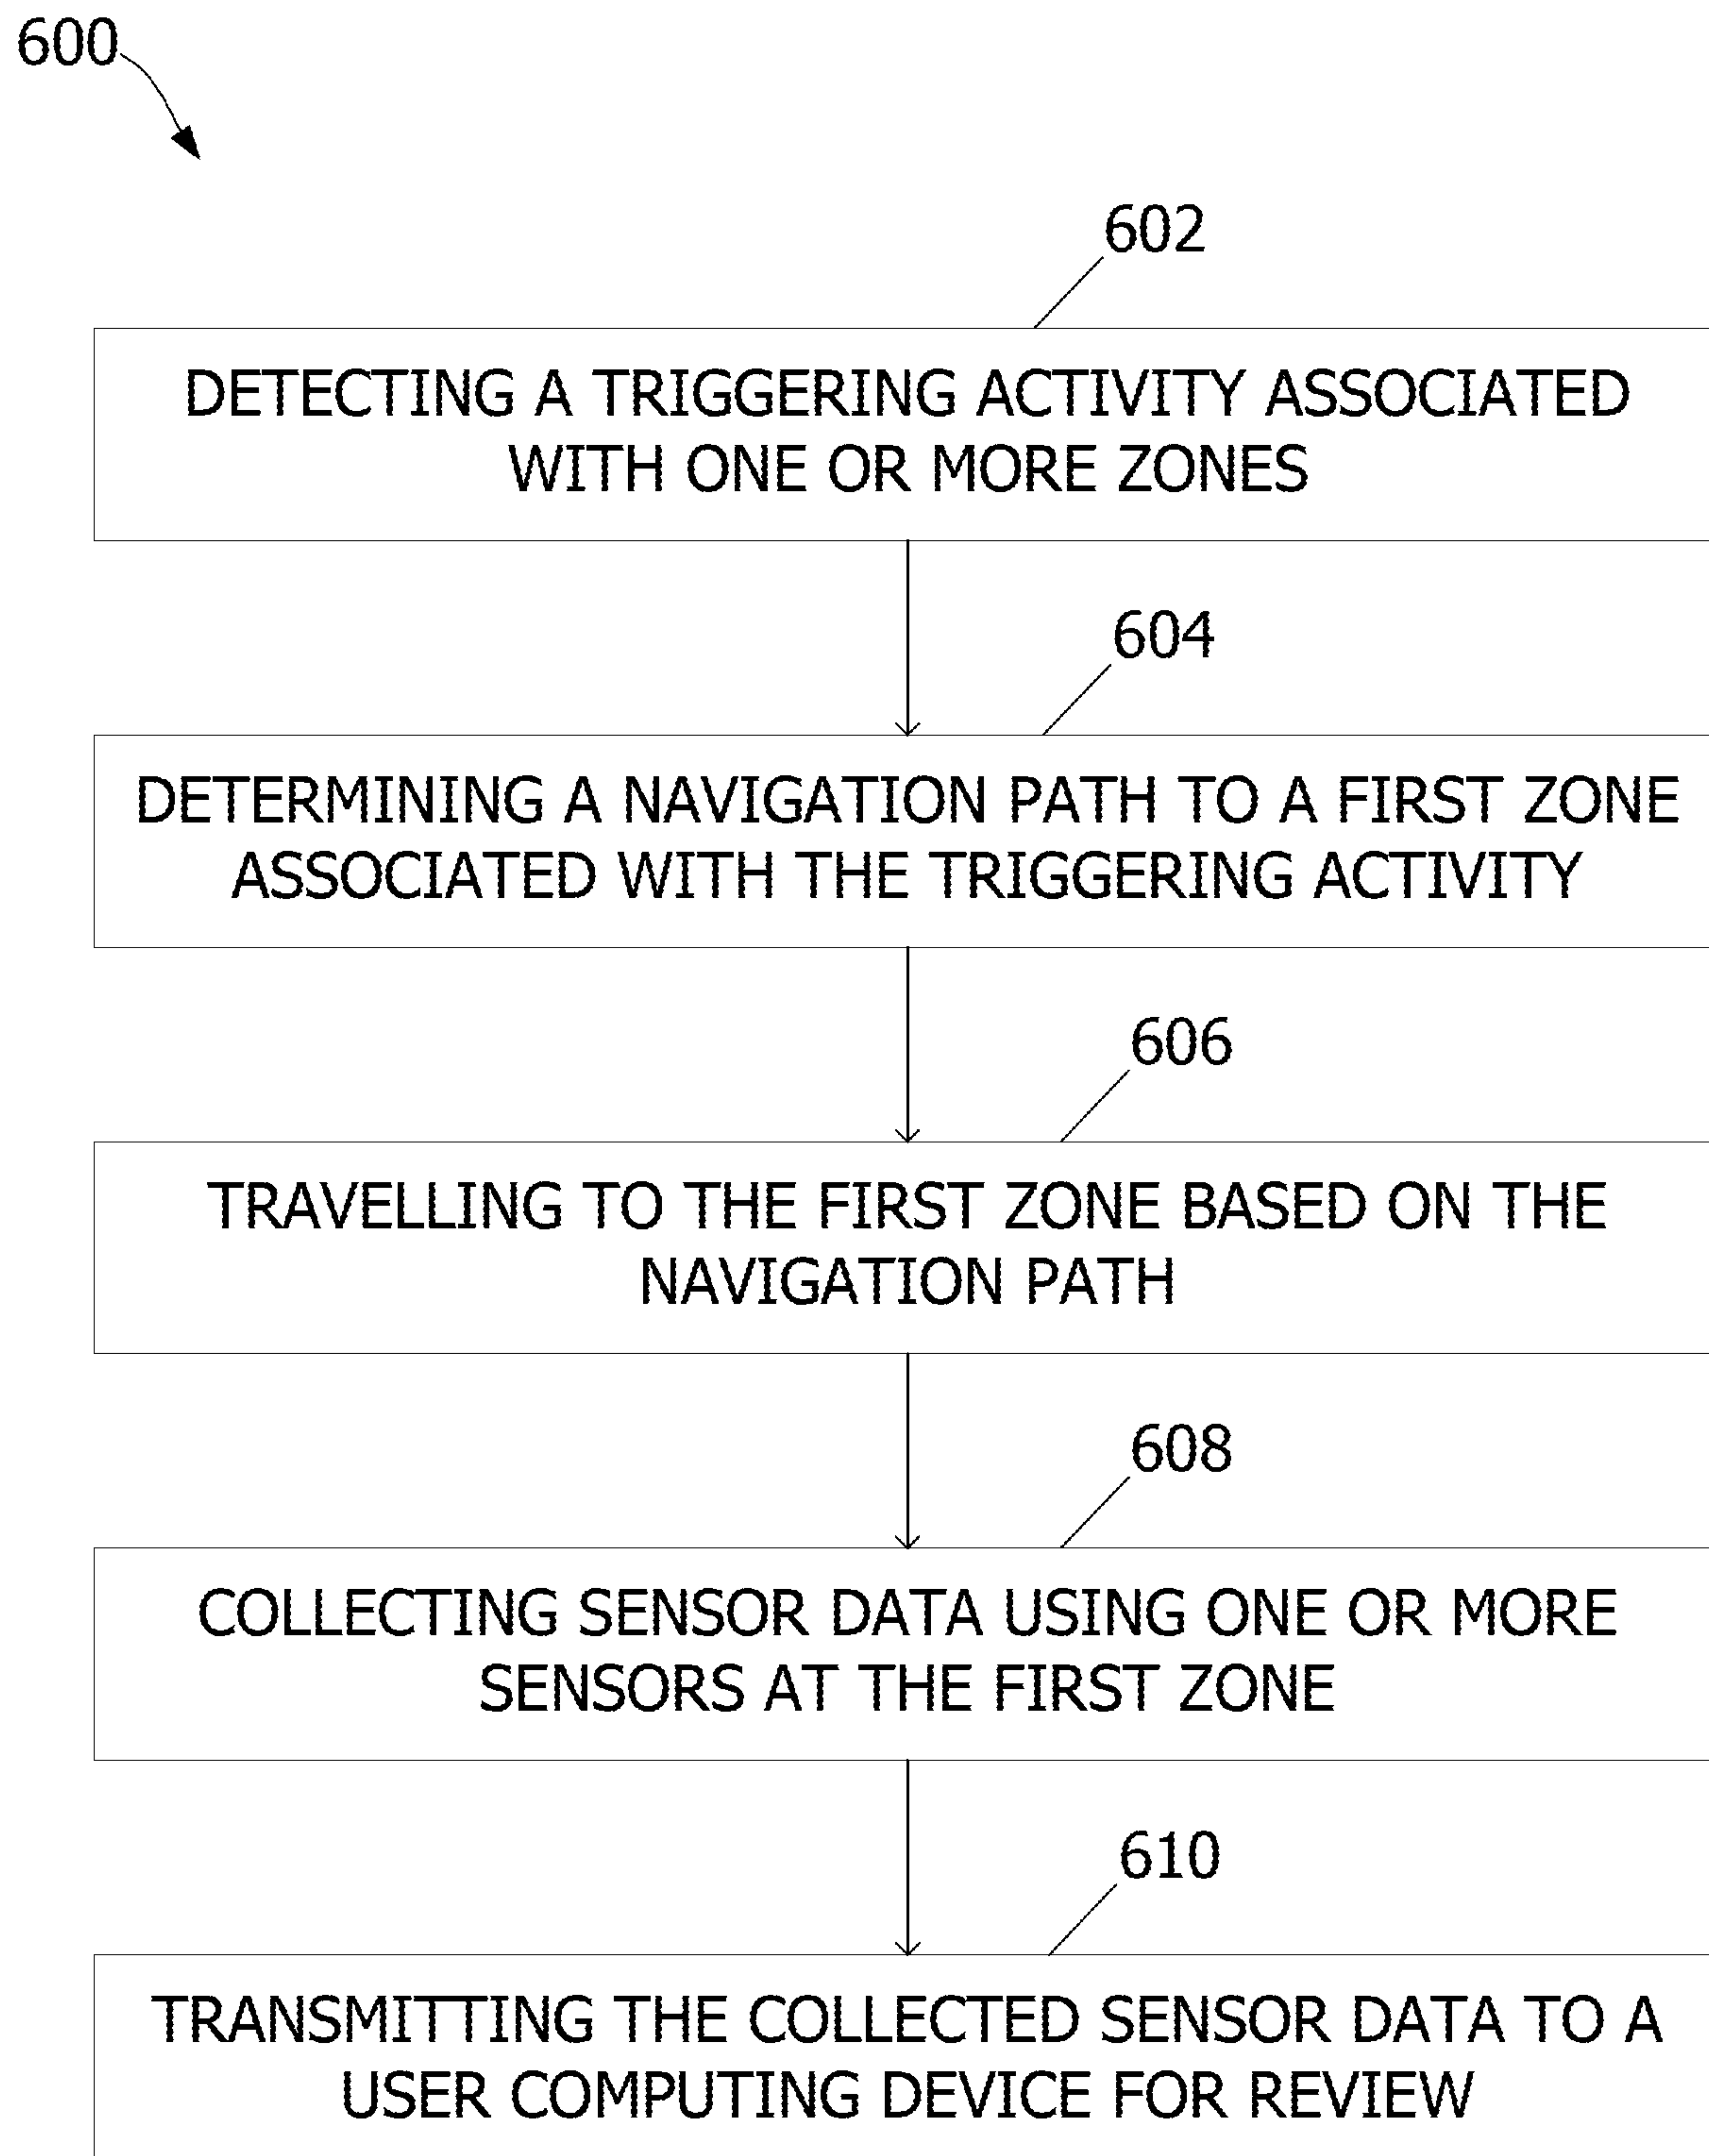 600
602
DETECTING A TRIGGERING ACTIVITY ASSOCIATED
WITH ONE OR MORE ZONES
604
DETERMINING A NAVIGATION PATH TO A FIRST ZONE
ASSOCIATED WITH THE TRIGGERING ACTIVITY
606
TRAVELLING TO THE FIRST ZONE BASED ON THE
NAVIGATION PATH
608
COLLECTING SENSOR DATA USING ONE OR MORE
SENSORS AT THE FIRST ZONE
610
TRANSMITTING THE COLLECTED SENSOR DATA TO A
USER COMPUTING DEVICE FOR REVIEW